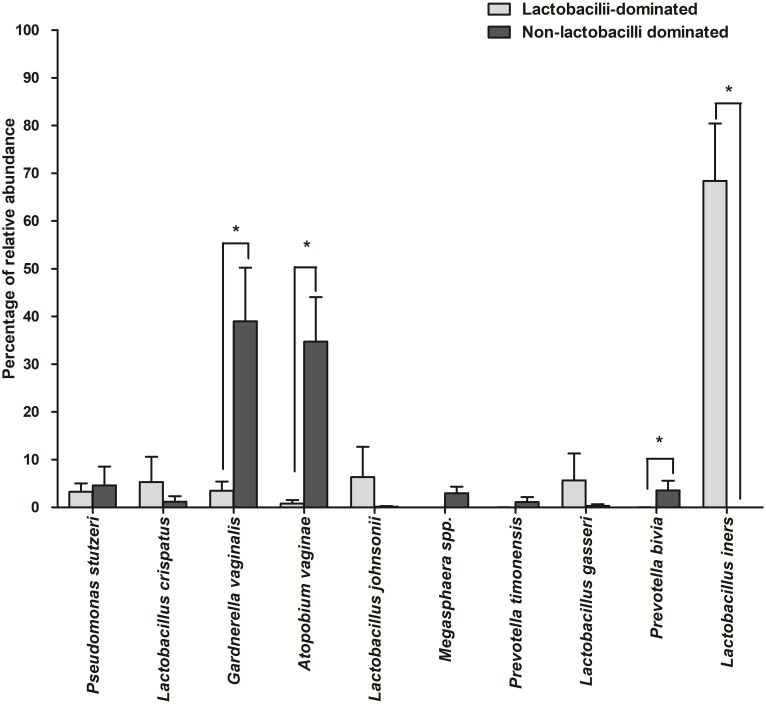 Lactobacilii-dominated
Non-lactobacilli dominated
Percentage of relative abundance
100
90
80
70
60
50
40
30
20
10
0
*
*
*
*
Pseudomonas stutzeri
Lactobacillus crispatus
Gardnerella vaginalis
Atopobium vaginae
Lactobacillus johnsonii
Megasphaera spp.
Prevotella timonensis
Lactobacillus gasseri
Prevotella bivia
Lactobacillus iners